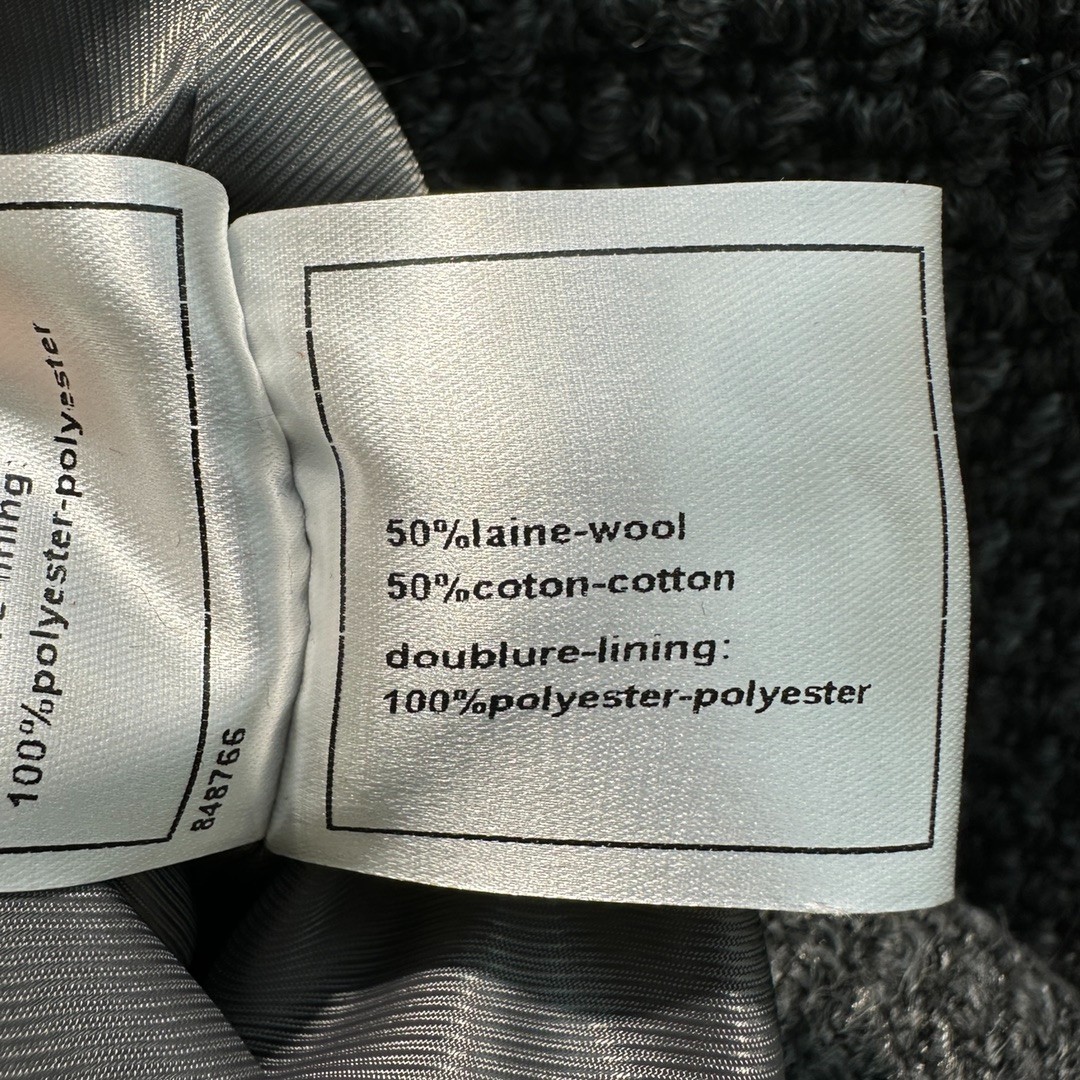 50%laine-wool
50%coton-cotton
doublure-lining:
100%polyester-polyester
100%polyester-polyester
848766